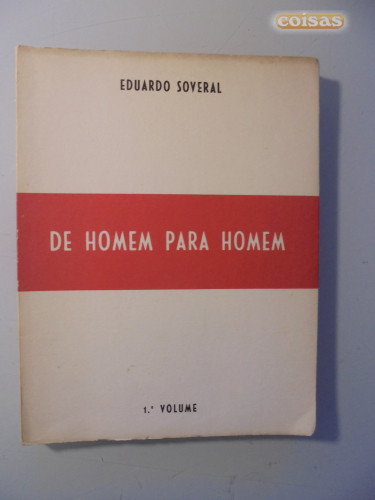 coisas
EDUARDO SOVERAL
DE HOMEM PARA HOMEM
1.º VOLUME